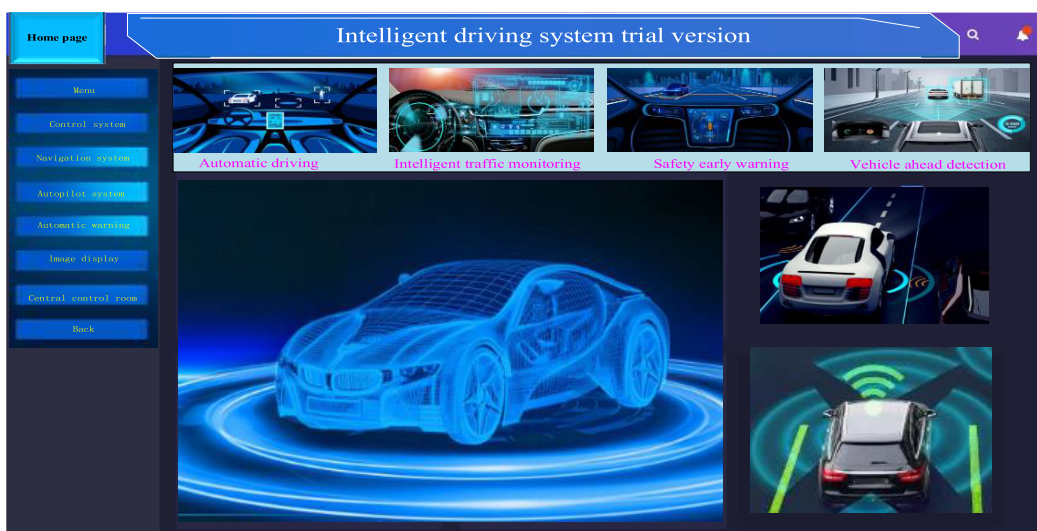 Home page
Intelligent driving system trial version
Menu
Control system
Navigation system
Autopilot system
Automatic warning
Image display
Central control room
Back
Automatic driving
Intelligent traffic monitoring
Safety early warning
Vehicle ahead detection